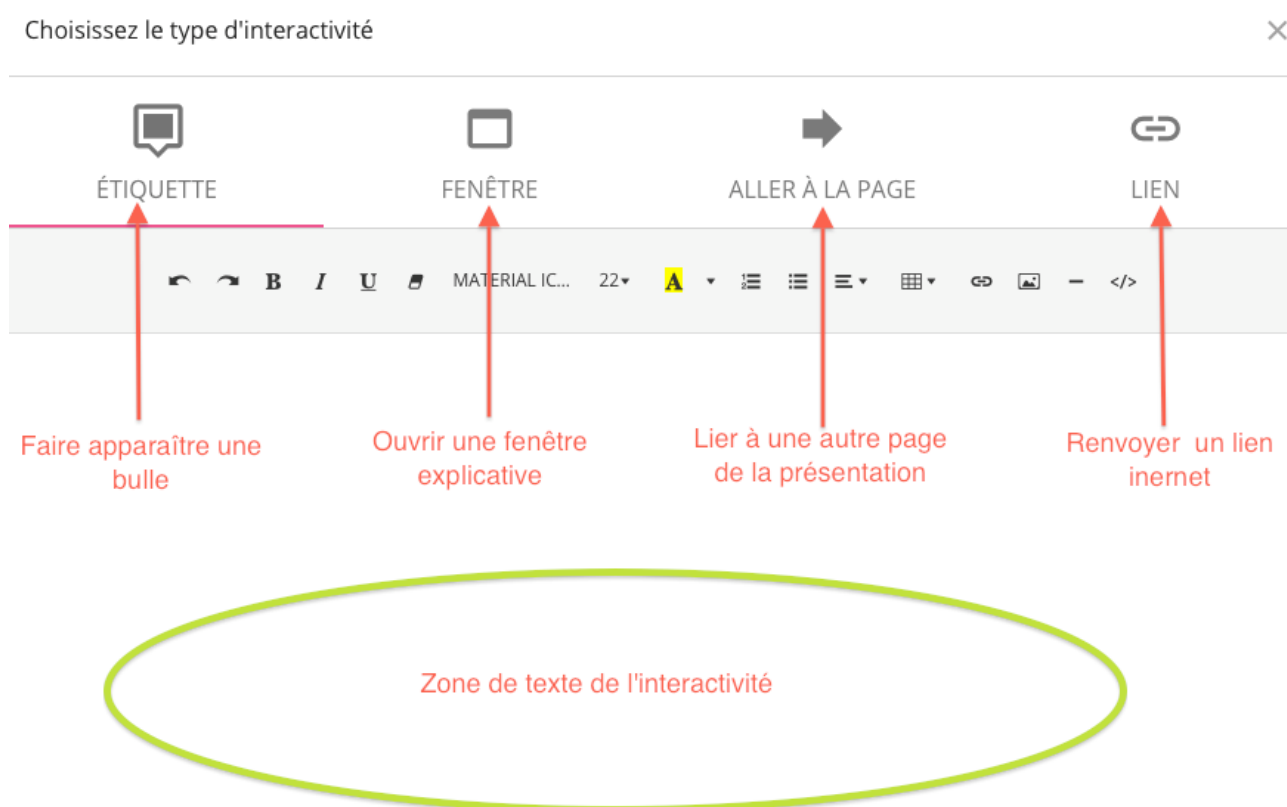 Choisissez le type d'interactivité
ÉTIQUETTE FENÊTRE ALLER À LA PAGE LIEN
B I U MATERIAL IC... 22 A </>
Faire apparaître une
bulle
Ouvrir une fenêtre
explicative
Lier à une autre page
de la présentation
Renvoyer un lien
inernet
Zone de texte de l'interactivité